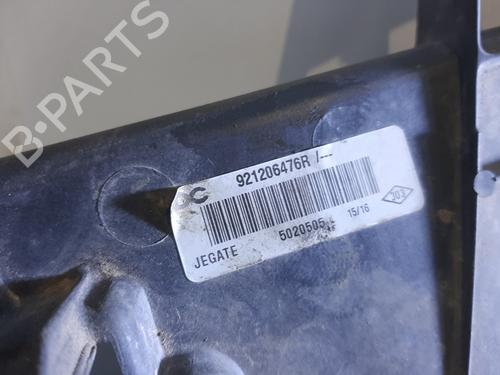 B-PARTS
921206476R /---
15/16
JEGATE 5020505